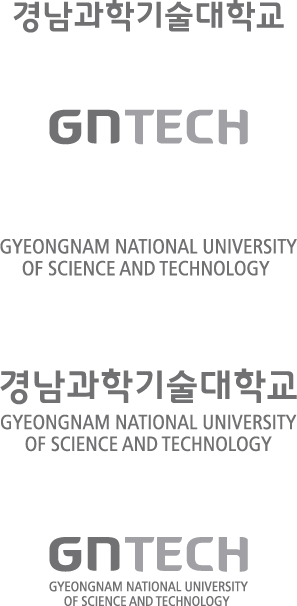 경남과학기술대학교
GNTECH
GYEONGNAM NATIONAL UNIVERSITY
OF SCIENCE AND TECHNOLOGY
경남과학기술대학교
GYEONGNAM NATIONAL UNIVERSITY
OF SCIENCE AND TECHNOLOGY
GNTECH
GYEONGNAM NATIONAL UNIVERSITY
OF SCIENCE AND TECHNOLOGY